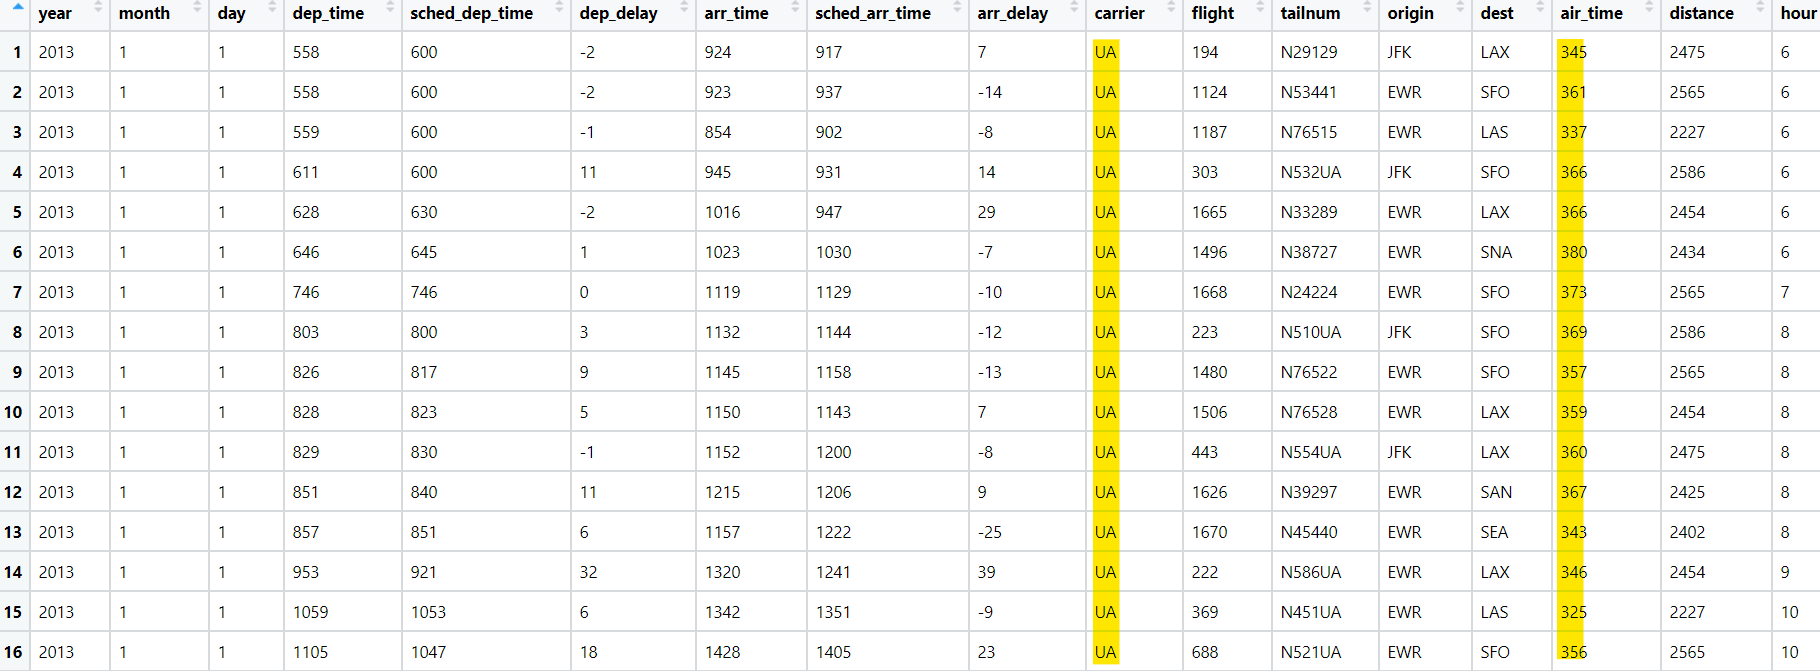 year month day dep_time sched_dep_time dep_delay arr_time sched_arr_time arr_delay carrier flight tailnum origin dest air_time distance hour
1 2013 1 1 558 600 -2 924 917 7 UA 194 N29129 JFK LAX 345 2475 6
2 2013 1 1 558 600 -2 923 937 -14 UA 1124 N53441 EWR SFO 361 2565 6
3 2013 1 1 559 600 -1 854 902 -8 UA 1187 N76515 EWR LAS 337 2227 6
4 2013 1 1 611 600 11 945 931 14 UA 303 N532UA JFK SFO 366 2586 6
5 2013 1 1 628 630 -2 1016 947 29 UA 1665 N33289 EWR LAX 366 2454 6
6 2013 1 1 646 645 1 1023 1030 -7 UA 1496 N38727 EWR SNA 380 2434 6
7 2013 1 1 746 746 0 1119 1129 -10 UA 1668 N24224 EWR SFO 373 2565 7
8 2013 1 1 803 800 3 1132 1144 -12 UA 223 N510UA JFK SFO 369 2586 8
9 2013 1 1 826 817 9 1145 1158 -13 UA 1480 N76522 EWR SFO 357 2565 8
10 2013 1 1 828 823 5 1150 1143 7 UA 1506 N76528 EWR LAX 359 2454 8
11 2013 1 1 829 830 -1 1152 1200 -8 UA 443 N554UA JFK LAX 360 2475 8
12 2013 1 1 851 840 11 1215 1206 9 UA 1626 N39297 EWR SAN 367 2425 8
13 2013 1 1 857 851 6 1157 1222 -25 UA 1670 N45440 EWR SEA 343 2402 8
14 2013 1 1 953 921 32 1320 1241 39 UA 222 N586UA EWR LAX 346 2454 9
15 2013 1 1 1059 1053 6 1342 1351 -9 UA 369 N451UA EWR LAS 325 2227 10
16 2013 1 1 1105 1047 18 1428 1405 23 UA 688 N521UA EWR SFO 356 2565 10